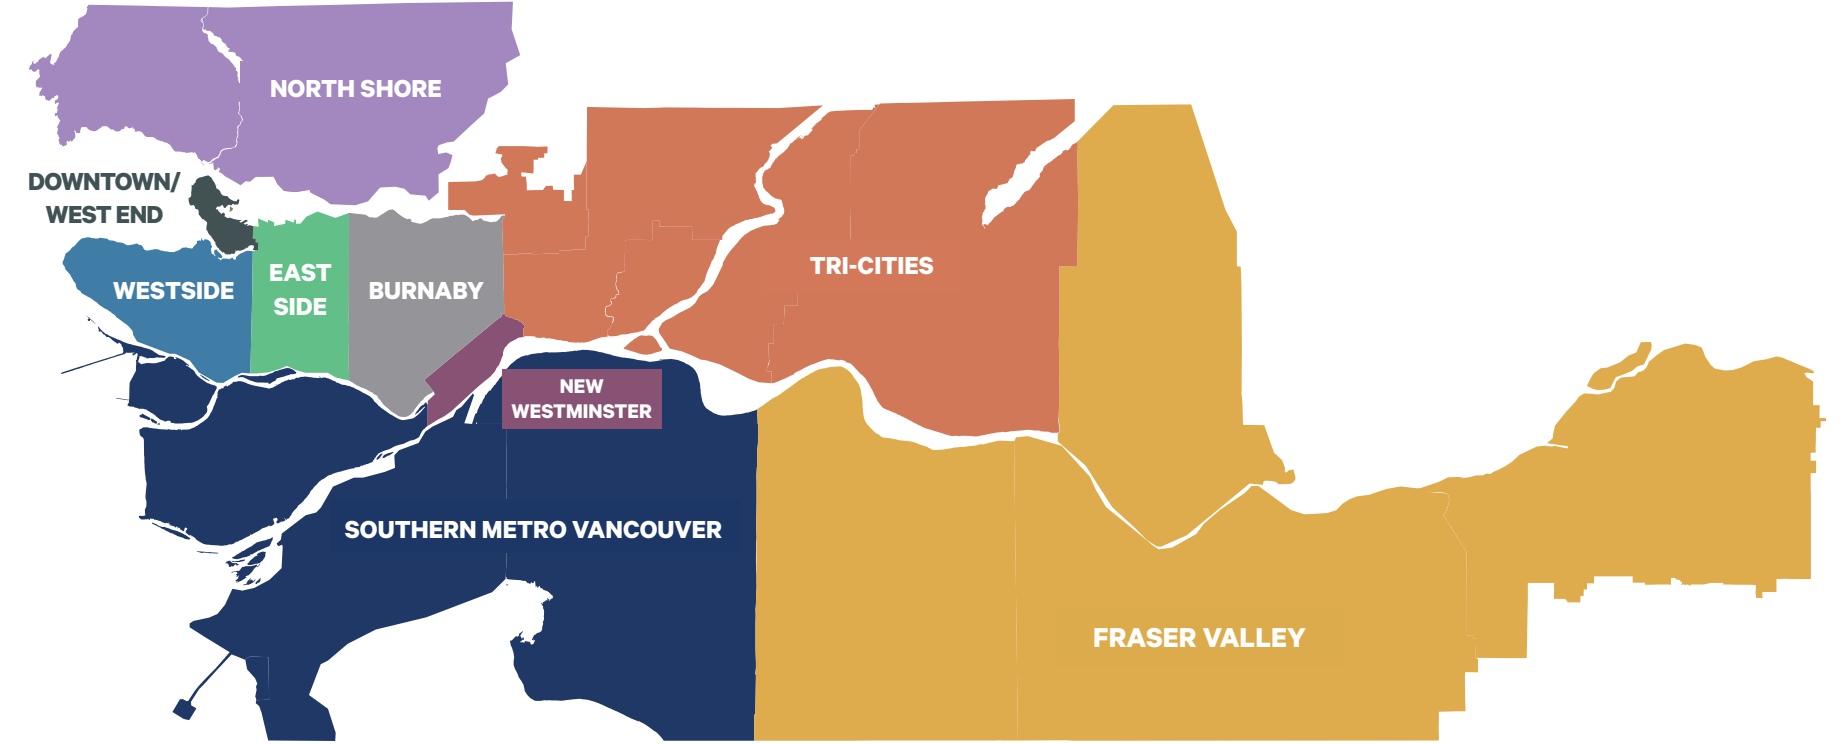 NORTH SHORE
DOWNTOWN/
WEST END
WESTSIDE
EAST
SIDE
BURNABY
TRI-CITIES
NEW
WESTMINSTER
SOUTHERN METRO VANCOUVER
FRASER VALLEY